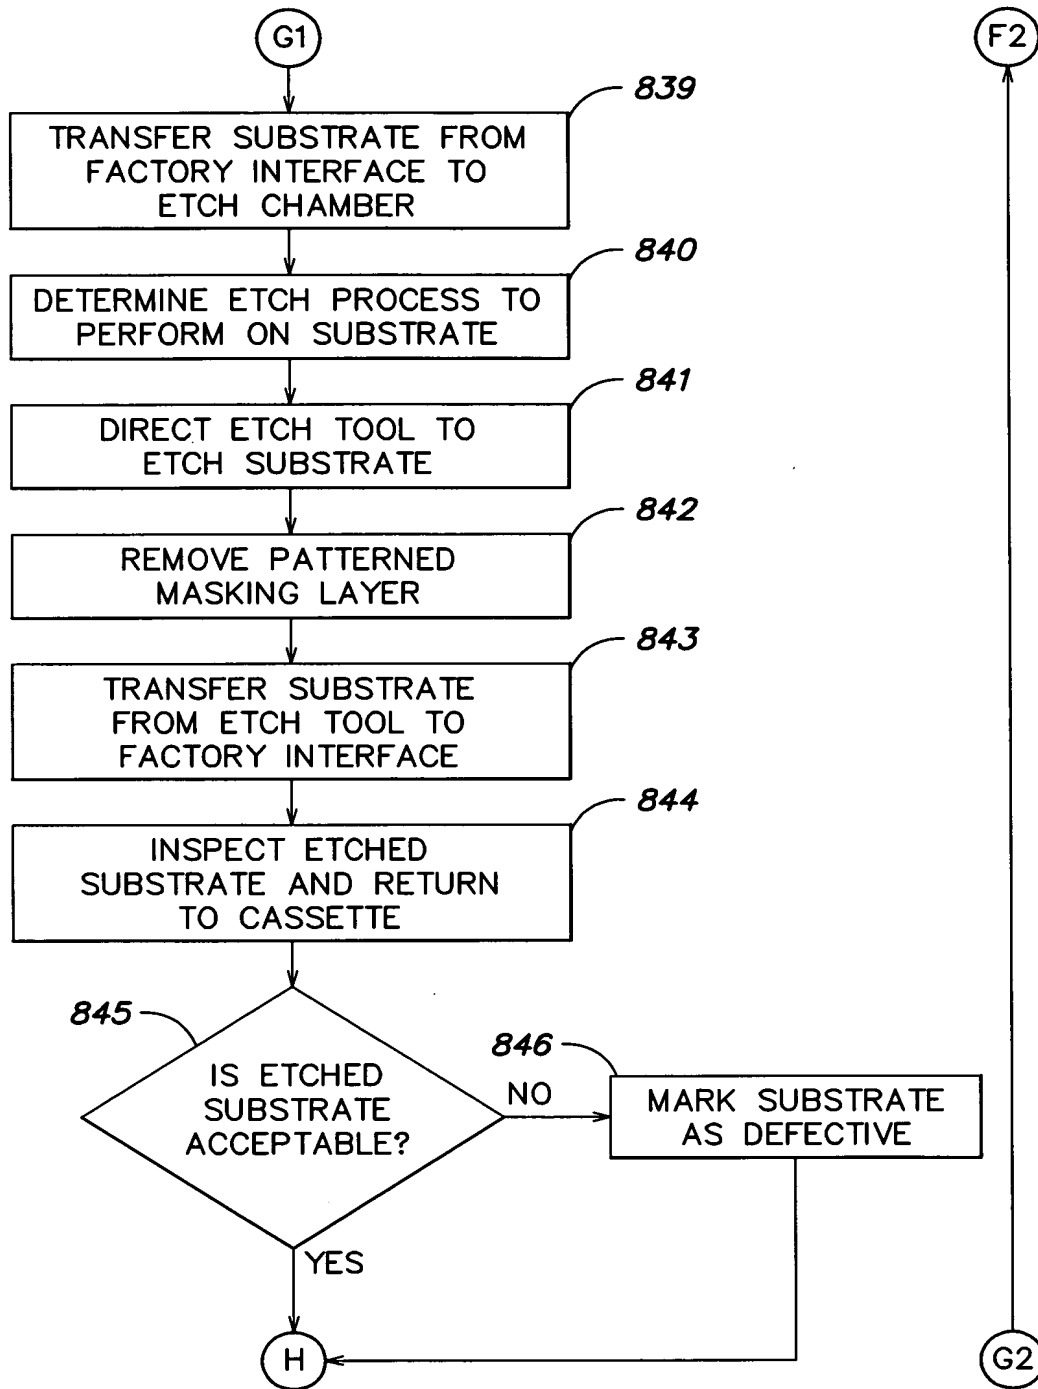 G1
F2
839
TRANSFER SUBSTRATE FROM
FACTORY INTERFACE TO
ETCH CHAMBER
840
DETERMINE ETCH PROCESS TO
PERFORM ON SUBSTRATE
841
DIRECT ETCH TOOL TO
ETCH SUBSTRATE
842
REMOVE PATTERNED
MASKING LAYER
843
TRANSFER SUBSTRATE
FROM ETCH TOOL TO
FACTORY INTERFACE
844
INSPECT ETCHED
SUBSTRATE AND RETURN
TO CASSETTE
845
IS ETCHED
SUBSTRATE
ACCEPTABLE?
NO
846
MARK SUBSTRATE
AS DEFECTIVE
YES
H
G2